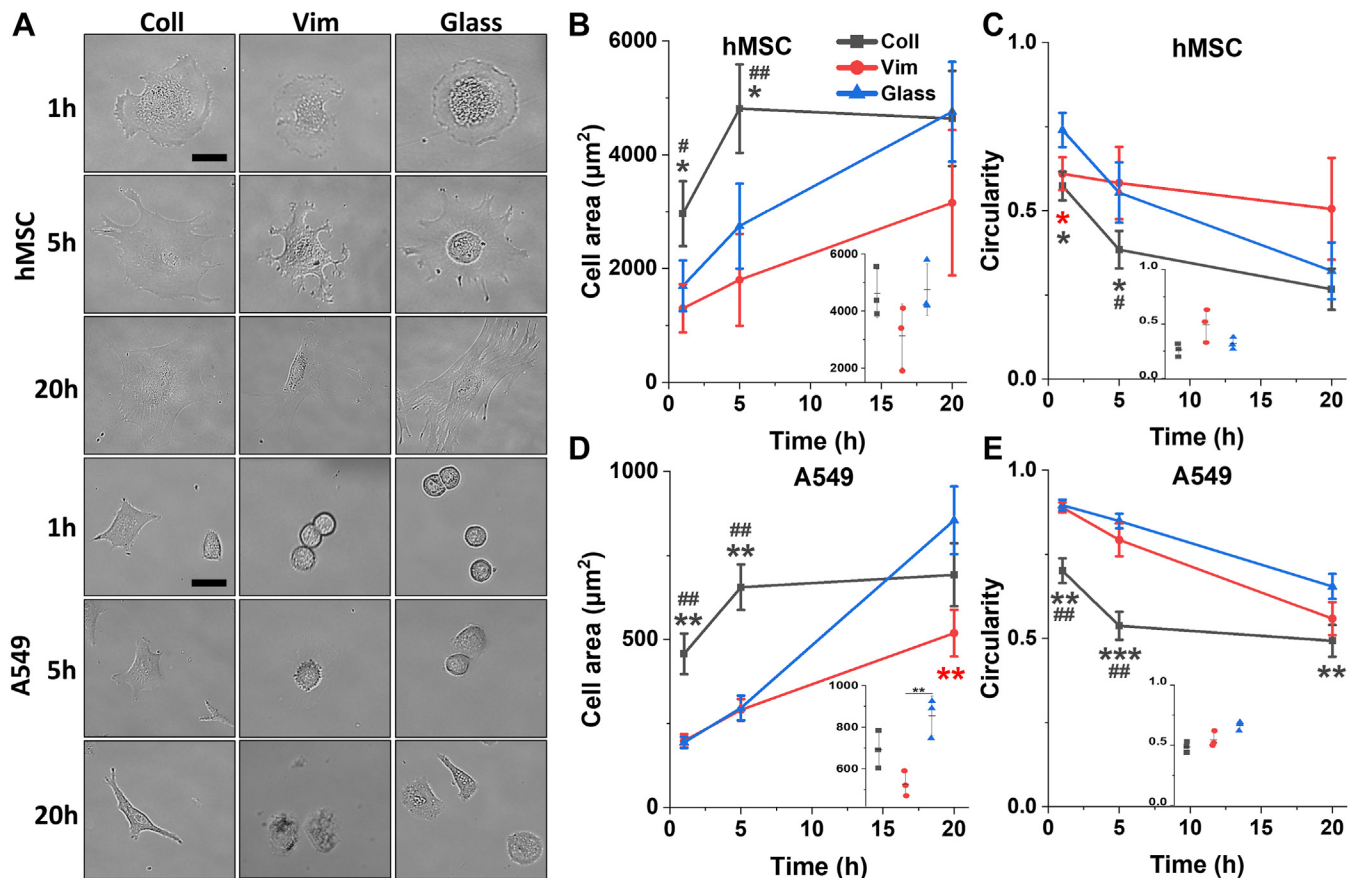 A
Coll Vim Glass
hMSC
1h
5h
20h
A549
1h
5h
20h
B
hMSC
Coll
Vim
Glass
Cell area (µm²)
6000
4000
2000
0
#
*
##
*
6000
4000
2000
0 5 10 15 20
Time (h)
C
hMSC
Circularity
1.0
0.5
0.0
*
*
*
#
1.0
0.5
0.0
0 5 10 15 20
Time (h)
D
A549
Cell area (µm²)
1000
500
0
##
**
##
**
**
1000
800
600
**
0 5 10 15 20
Time (h)
E
A549
Circularity
1.0
0.5
0.0
**
##
***
##
**
1.0
0.5
0.0
0 5 10 15 20
Time (h)